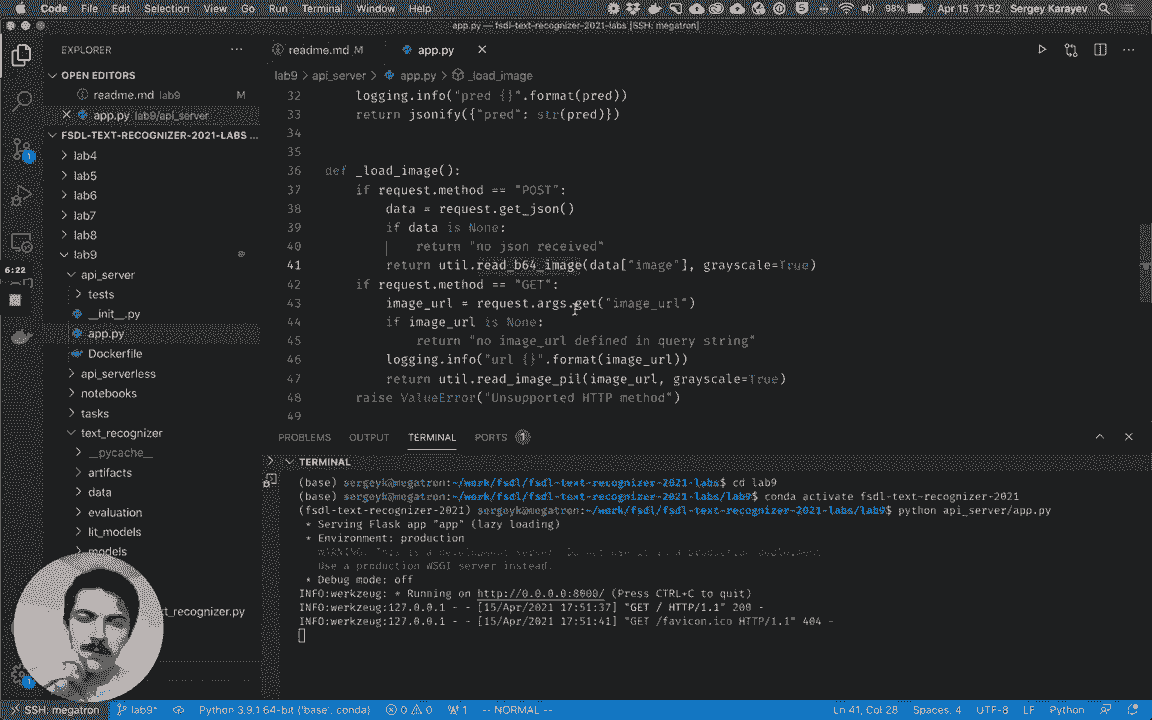 Code File Edit Selection View Go Run Terminal Window Help 98% Apr 15 17:52 Sergey Karayev
app.py — fsdl-text-recognizer-2021-labs [SSH: megatron]
EXPLORER
OPEN EDITORS
readme.md lab9 M
app.py lab9/api_server
FSDL-TEXT-RECOGNIZER-2021-LABS ...
lab4
lab5
lab6
lab7
lab8
lab9
api_server
tests
__init__.py
app.py
Dockerfile
api_serverless
notebooks
tasks
text_recognizer
__pycache__
artifacts
data
evaluation
lit_models
models
t_recognizer.py
1
6:22
1
readme.md M app.py
lab9 > api_server > app.py > _load_image
32 logging.info("pred {}".format(pred))
33 return jsonify({"pred": str(pred)})
34
35
36 def _load_image():
37 if request.method == "POST":
38 data = request.get_json()
39 if data is None:
40 return "no json received"
41 return util.read_b64_image(data["image"], grayscale=True)
42 if request.method == "GET":
43 image_url = request.args.get("image_url")
44 if image_url is None:
45 return "no image_url defined in query string"
46 logging.info("url {}".format(image_url))
47 return util.read_image_pil(image_url, grayscale=True)
48 raise ValueError("Unsupported HTTP method")
49
PROBLEMS OUTPUT TERMINAL PORTS 1
TERMINAL
(base) sergeyk@megatron:~/work/fsdl/fsdl-text-recognizer-2021-labs$ cd lab9
(base) sergeyk@megatron:~/work/fsdl/fsdl-text-recognizer-2021-labs/lab9$ conda activate fsdl-text-recognizer-2021
(fsdl-text-recognizer-2021) sergeyk@megatron:~/work/fsdl/fsdl-text-recognizer-2021-labs/lab9$ python api_server/app.py
* Serving Flask app "app" (lazy loading)
* Environment: production
WARNING: This is a development server. Do not use it in a production deployment.
Use a production WSGI server instead.
* Debug mode: off
INFO:werkzeug: * Running on http://0.0.0.0:8000/ (Press CTRL+C to quit)
INFO:werkzeug:127.0.0.1 - - [15/Apr/2021 17:51:37] "GET / HTTP/1.1" 200 -
INFO:werkzeug:127.0.0.1 - - [15/Apr/2021 17:51:41] "GET /favicon.ico HTTP/1.1" 404 -
SSH: megatron lab9* Python 3.9.1 64-bit ('base', conda) 0 0 1 -- NORMAL -- Ln 41, Col 28 Spaces: 4 UTF-8 LF Python